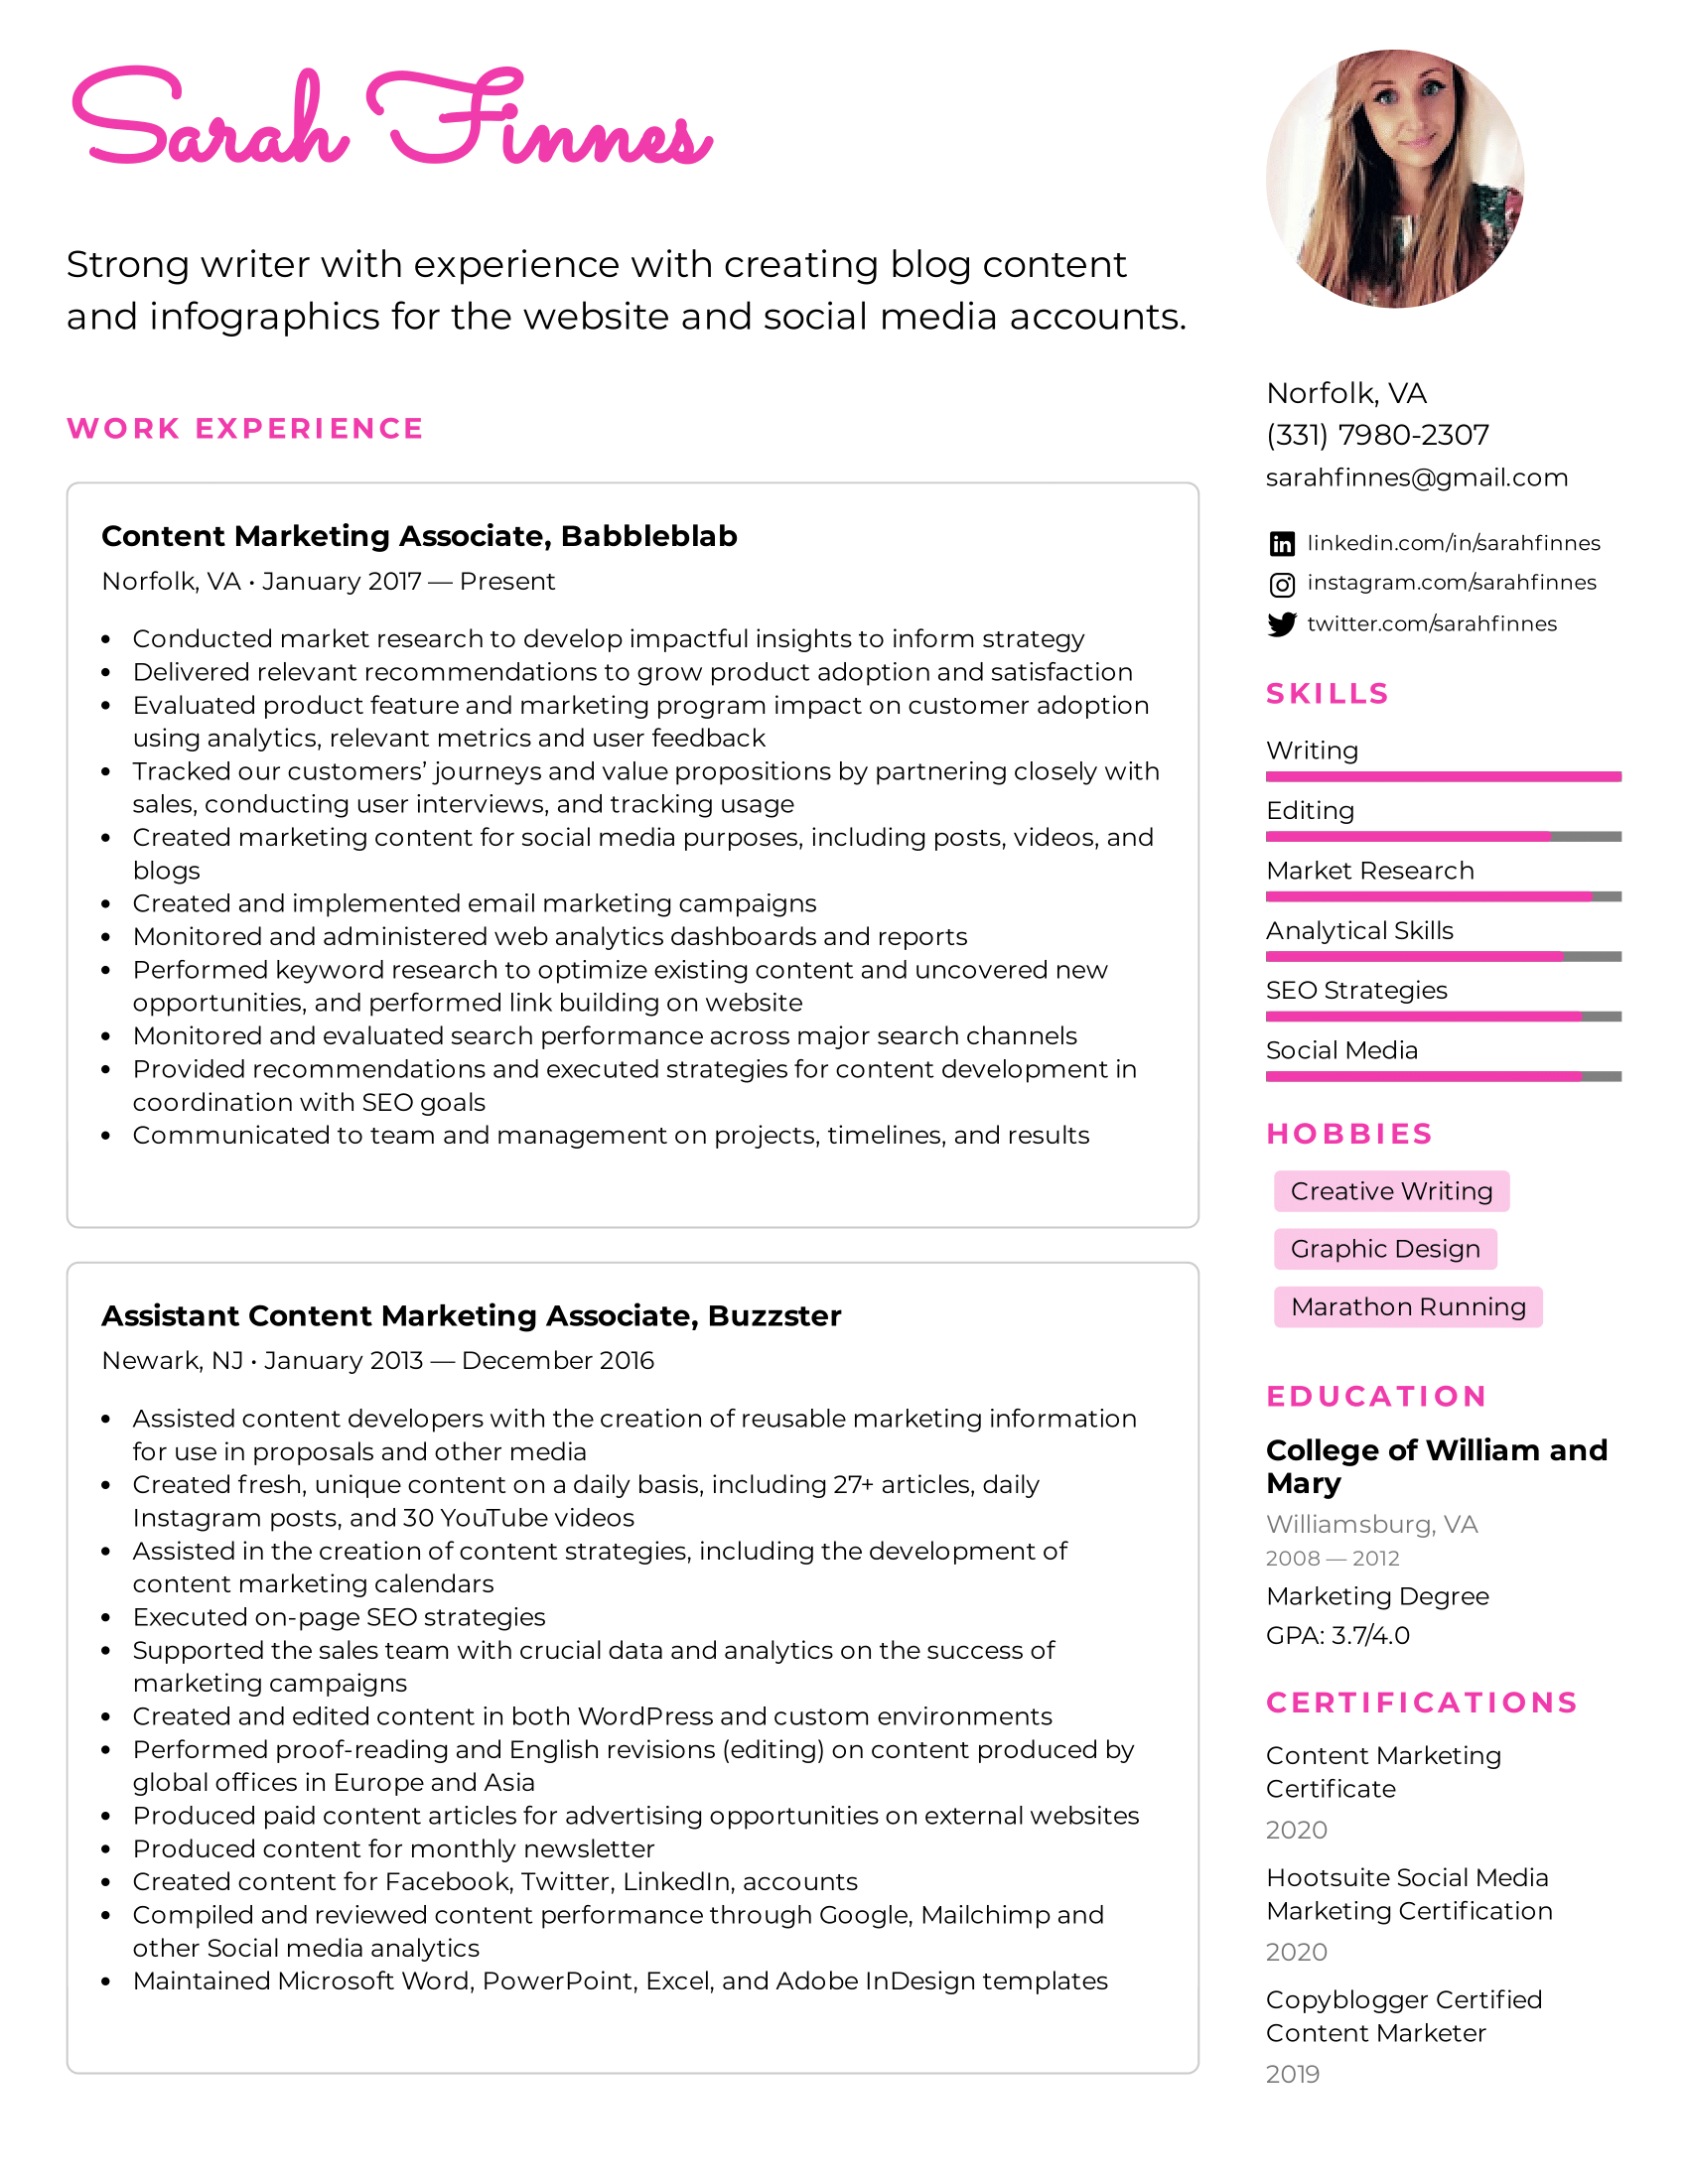 Sarah Finnes
Strong writer with experience with creating blog content
and infographics for the website and social media accounts.
WORK EXPERIENCE
Content Marketing Associate, Babbleblab
Norfolk, VA • January 2017 — Present
• Conducted market research to develop impactful insights to inform strategy
• Delivered relevant recommendations to grow product adoption and satisfaction
• Evaluated product feature and marketing program impact on customer adoption
using analytics, relevant metrics and user feedback
• Tracked our customers’ journeys and value propositions by partnering closely with
sales, conducting user interviews, and tracking usage
• Created marketing content for social media purposes, including posts, videos, and
blogs
• Created and implemented email marketing campaigns
• Monitored and administered web analytics dashboards and reports
• Performed keyword research to optimize existing content and uncovered new
opportunities, and performed link building on website
• Monitored and evaluated search performance across major search channels
• Provided recommendations and executed strategies for content development in
coordination with SEO goals
• Communicated to team and management on projects, timelines, and results
Assistant Content Marketing Associate, Buzzster
Newark, NJ • January 2013 — December 2016
• Assisted content developers with the creation of reusable marketing information
for use in proposals and other media
• Created fresh, unique content on a daily basis, including 27+ articles, daily
Instagram posts, and 30 YouTube videos
• Assisted in the creation of content strategies, including the development of
content marketing calendars
• Executed on-page SEO strategies
• Supported the sales team with crucial data and analytics on the success of
marketing campaigns
• Created and edited content in both WordPress and custom environments
• Performed proof-reading and English revisions (editing) on content produced by
global offices in Europe and Asia
• Produced paid content articles for advertising opportunities on external websites
• Produced content for monthly newsletter
• Created content for Facebook, Twitter, LinkedIn, accounts
• Compiled and reviewed content performance through Google, Mailchimp and
other Social media analytics
• Maintained Microsoft Word, PowerPoint, Excel, and Adobe InDesign templates
Norfolk, VA
(331) 7980-2307
sarahfinnes@gmail.com
linkedin.com/in/sarahfinnes
instagram.com/sarahfinnes
twitter.com/sarahfinnes
SKILLS
Writing
Editing
Market Research
Analytical Skills
SEO Strategies
Social Media
HOBBIES
Creative Writing
Graphic Design
Marathon Running
EDUCATION
College of William and
Mary
Williamsburg, VA
2008 — 2012
Marketing Degree
GPA: 3.7/4.0
CERTIFICATIONS
Content Marketing
Certificate
2020
Hootsuite Social Media
Marketing Certification
2020
Copyblogger Certified
Content Marketer
2019